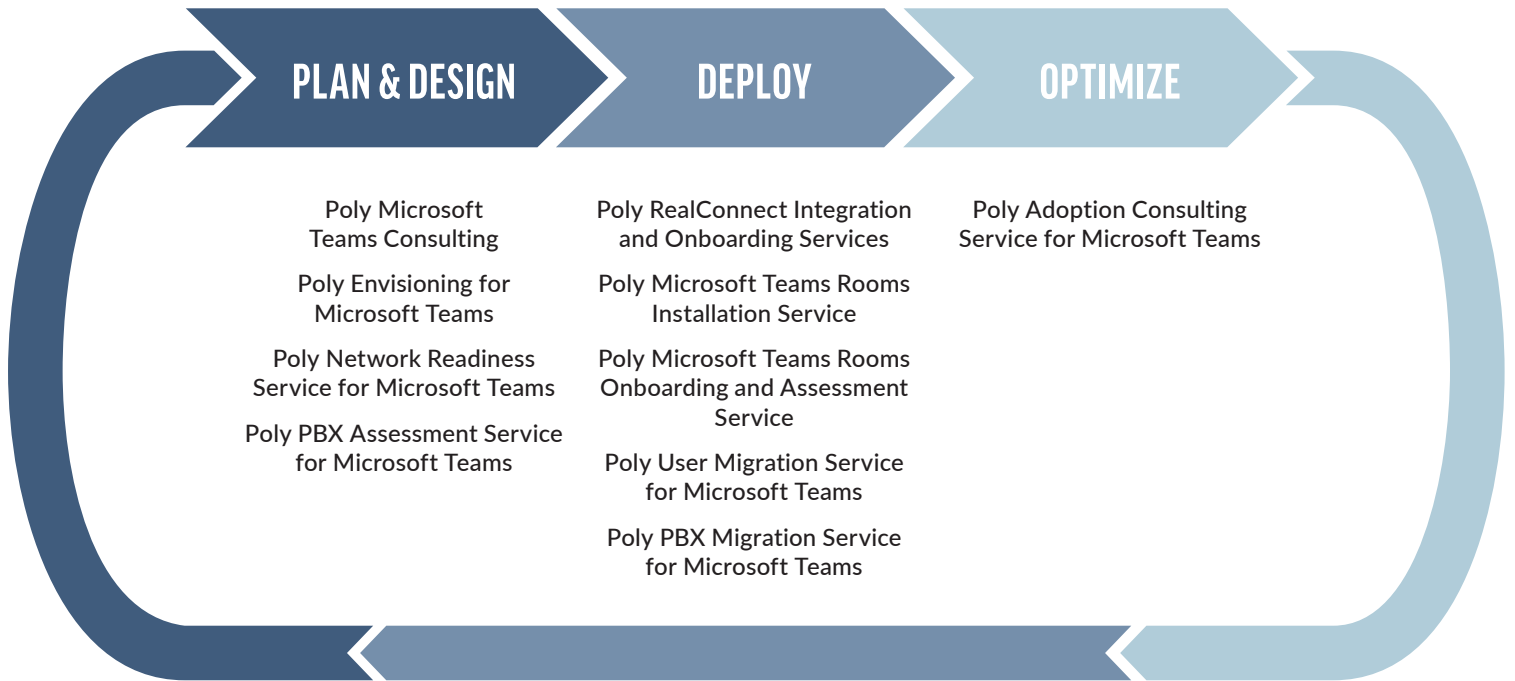 PLAN & DESIGN
DEPLOY
OPTIMIZE
Poly Microsoft
Teams Consulting
Poly Envisioning for
Microsoft Teams
Poly Network Readiness
Service for Microsoft Teams
Poly PBX Assessment Service
for Microsoft Teams
Poly RealConnect Integration
and Onboarding Services
Poly Microsoft Teams Rooms
Installation Service
Poly Microsoft Teams Rooms
Onboarding and Assessment
Service
Poly User Migration Service
for Microsoft Teams
Poly PBX Migration Service
for Microsoft Teams
Poly Adoption Consulting
Service for Microsoft Teams